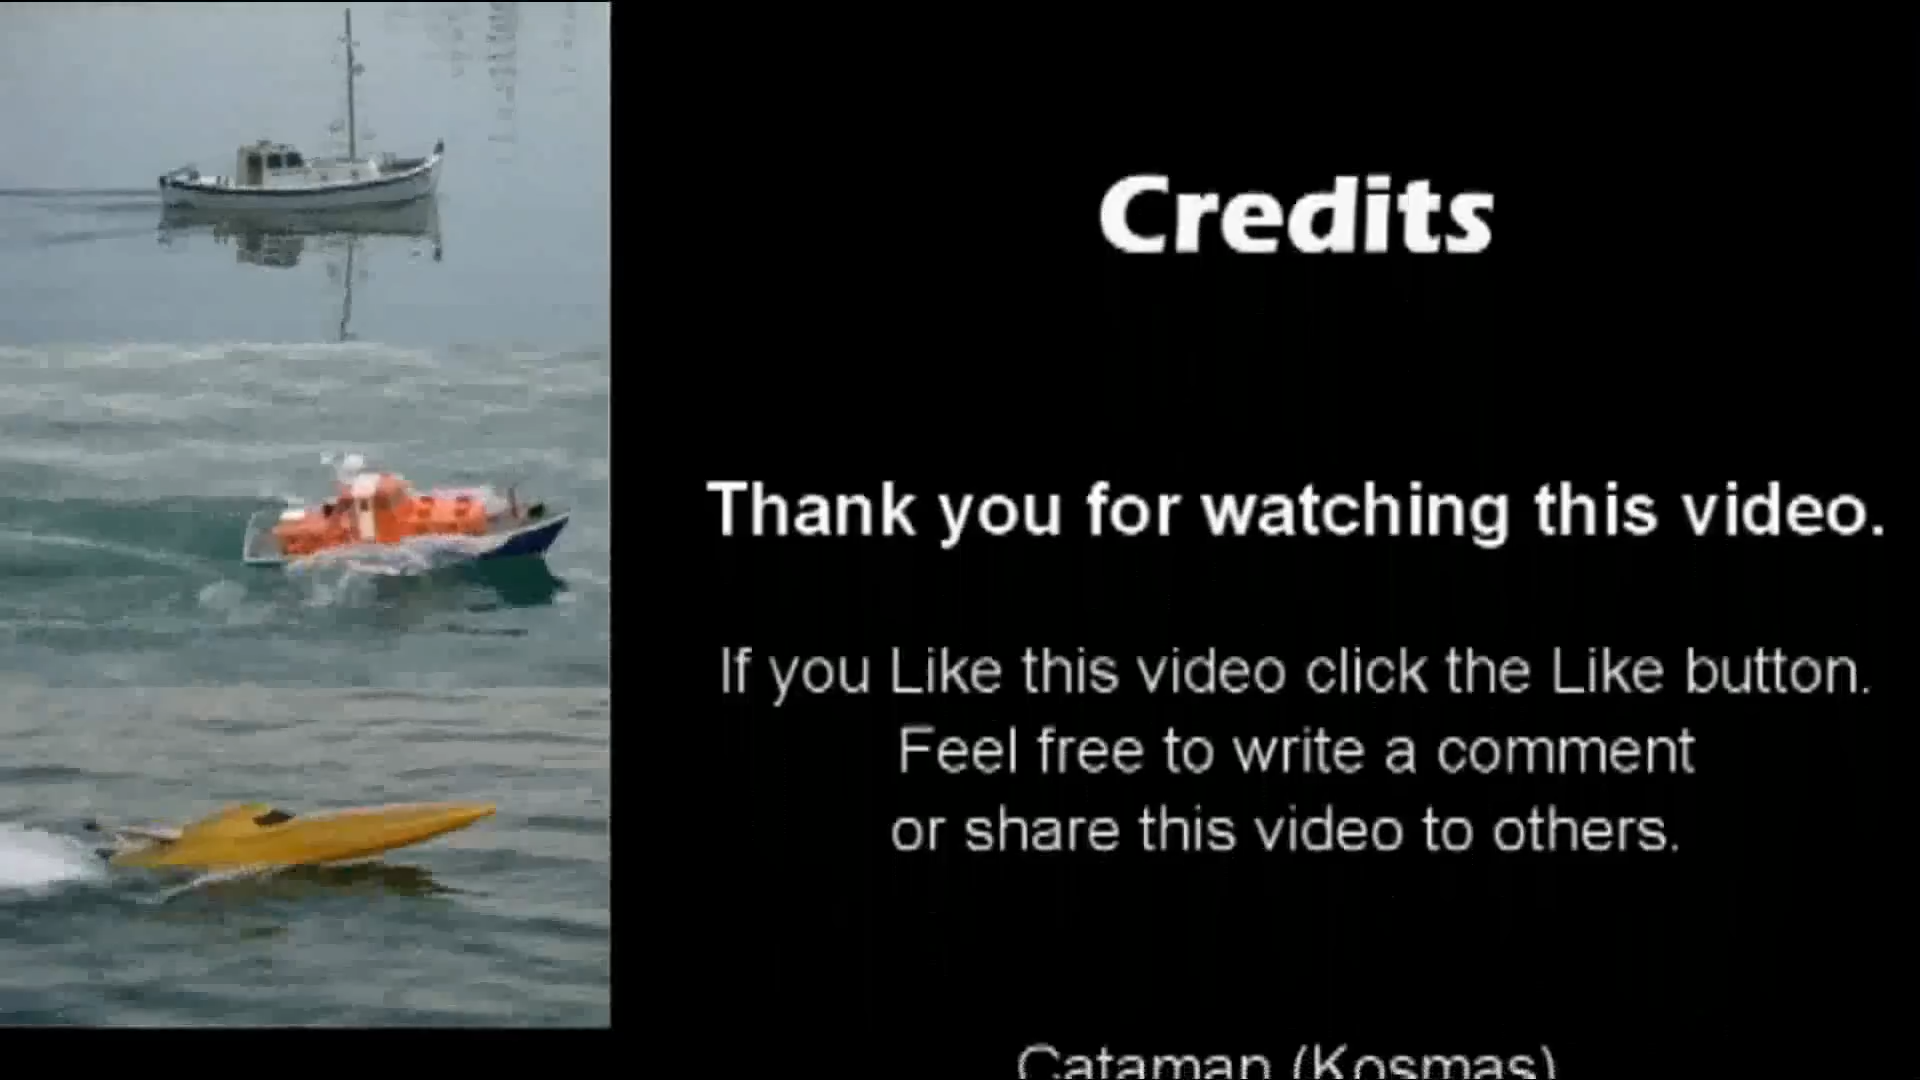 Credits
Thank you for watching this video.
If you Like this video click the Like button.
Feel free to write a comment
or share this video to others.
Cataman (Kosmas)